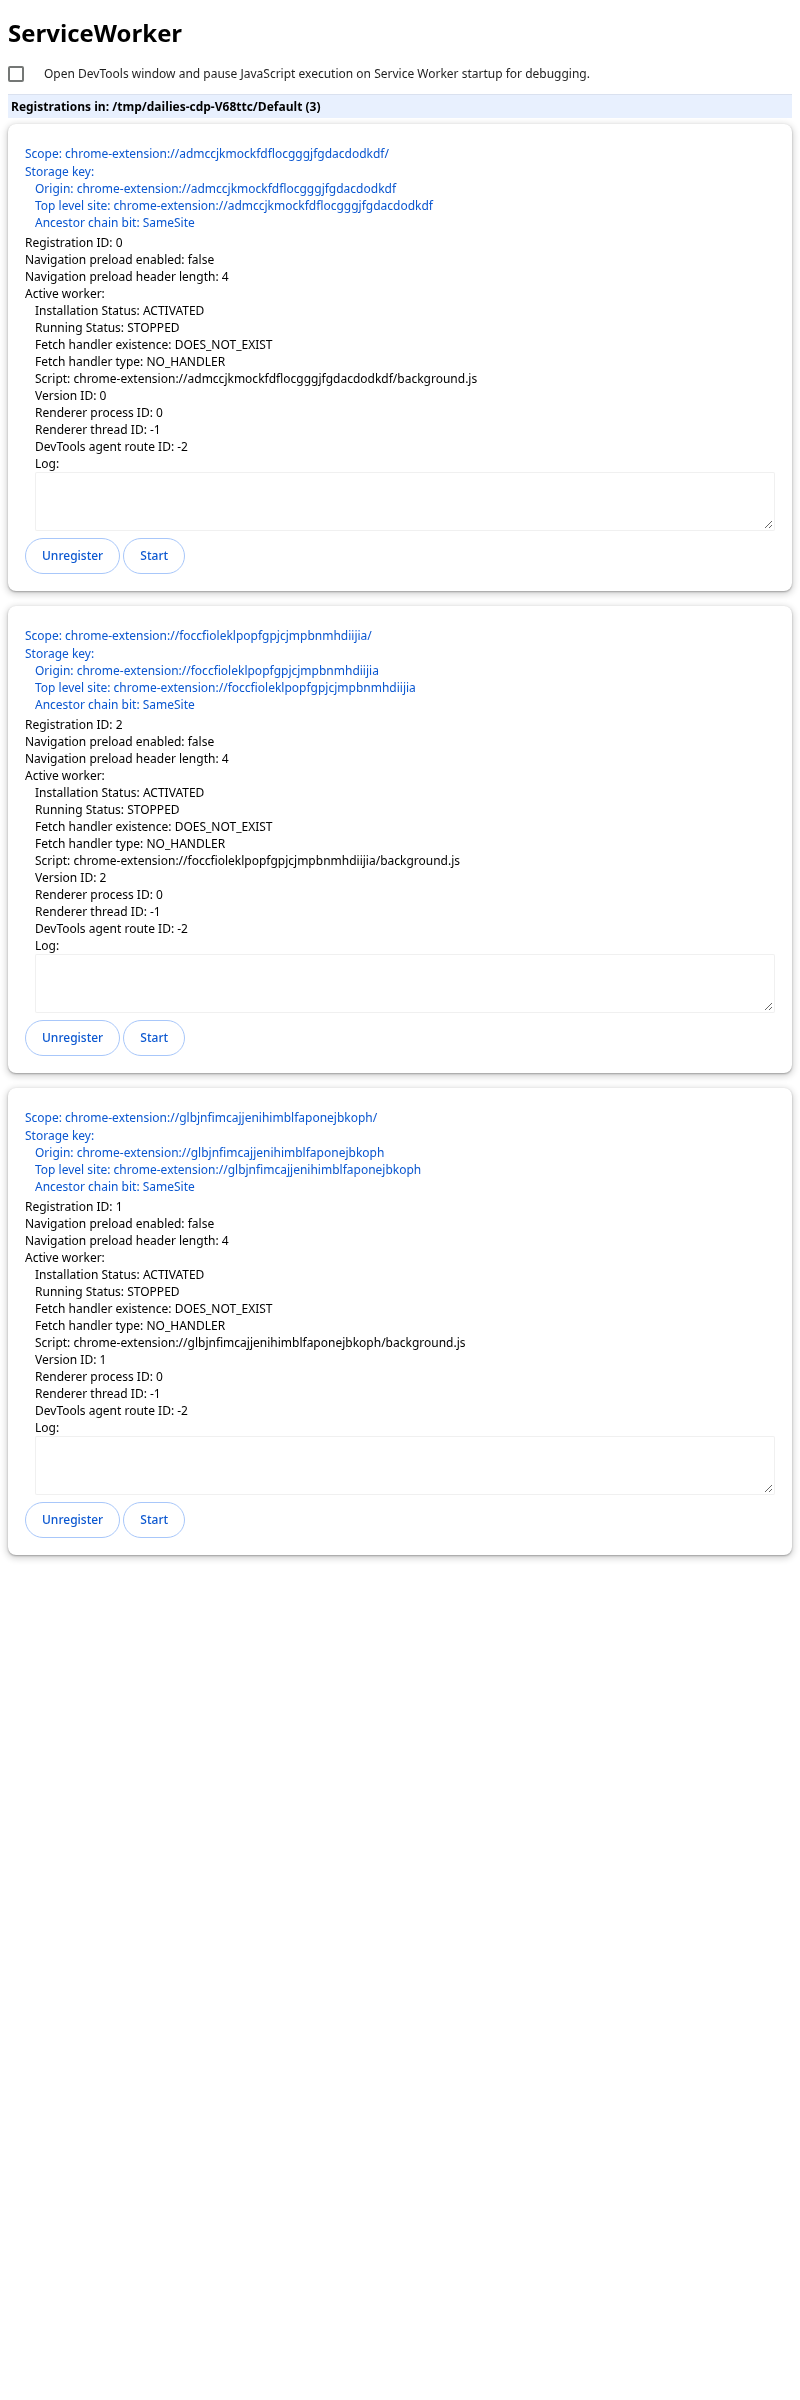 ServiceWorker
Open DevTools window and pause JavaScript execution on Service Worker startup for debugging.
Registrations in: /tmp/dailies-cdp-V68ttc/Default (3)
Scope: chrome-extension://admccjkmockfdflocgggjfgdacdodkdf/
Storage key:
Origin: chrome-extension://admccjkmockfdflocgggjfgdacdodkdf
Top level site: chrome-extension://admccjkmockfdflocgggjfgdacdodkdf
Ancestor chain bit: SameSite
Registration ID: 0
Navigation preload enabled: false
Navigation preload header length: 4
Active worker:
Installation Status: ACTIVATED
Running Status: STOPPED
Fetch handler existence: DOES_NOT_EXIST
Fetch handler type: NO_HANDLER
Script: chrome-extension://admccjkmockfdflocgggjfgdacdodkdf/background.js
Version ID: 0
Renderer process ID: 0
Renderer thread ID: -1
DevTools agent route ID: -2
Log:
Unregister Start
Scope: chrome-extension://foccfioleklpopfgpjcjmpbnmhdiijia/
Storage key:
Origin: chrome-extension://foccfioleklpopfgpjcjmpbnmhdiijia
Top level site: chrome-extension://foccfioleklpopfgpjcjmpbnmhdiijia
Ancestor chain bit: SameSite
Registration ID: 2
Navigation preload enabled: false
Navigation preload header length: 4
Active worker:
Installation Status: ACTIVATED
Running Status: STOPPED
Fetch handler existence: DOES_NOT_EXIST
Fetch handler type: NO_HANDLER
Script: chrome-extension://foccfioleklpopfgpjcjmpbnmhdiijia/background.js
Version ID: 2
Renderer process ID: 0
Renderer thread ID: -1
DevTools agent route ID: -2
Log:
Unregister Start
Scope: chrome-extension://glbjnfimcajjenihimblfaponejbkoph/
Storage key:
Origin: chrome-extension://glbjnfimcajjenihimblfaponejbkoph
Top level site: chrome-extension://glbjnfimcajjenihimblfaponejbkoph
Ancestor chain bit: SameSite
Registration ID: 1
Navigation preload enabled: false
Navigation preload header length: 4
Active worker:
Installation Status: ACTIVATED
Running Status: STOPPED
Fetch handler existence: DOES_NOT_EXIST
Fetch handler type: NO_HANDLER
Script: chrome-extension://glbjnfimcajjenihimblfaponejbkoph/background.js
Version ID: 1
Renderer process ID: 0
Renderer thread ID: -1
DevTools agent route ID: -2
Log:
Unregister Start